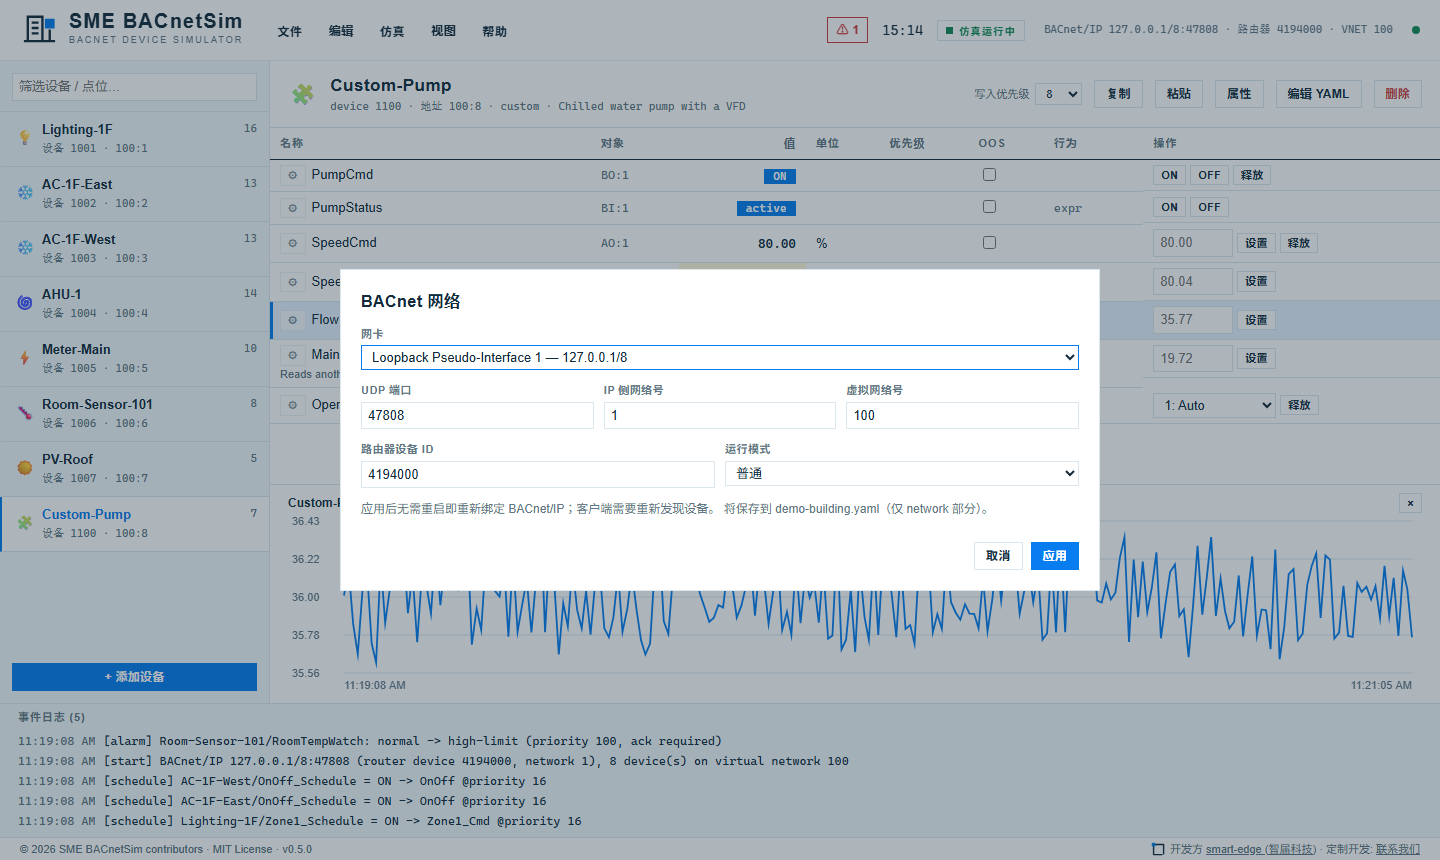 SME BACnetSim
BACNET DEVICE SIMULATOR
文件 编辑 仿真 视图 帮助
1 15:14 仿真运行中 BACnet/IP 127.0.0.1/8:47808 · 路由器 4194000 · VNET 100
筛选设备 / 点位...
Lighting-1F 16
设备 1001 · 100:1
AC-1F-East 13
设备 1002 · 100:2
AC-1F-West 13
设备 1003 · 100:3
AHU-1 14
设备 1004 · 100:4
Meter-Main 10
设备 1005 · 100:5
Room-Sensor-101 8
设备 1006 · 100:6
PV-Roof 5
设备 1007 · 100:7
Custom-Pump 7
设备 1100 · 100:8
+ 添加设备
Custom-Pump
device 1100 · 地址 100:8 · custom · Chilled water pump with a VFD
写入优先级 8 复制 粘贴 属性 编辑 YAML 删除
名称 对象 值 单位 优先级 OOS 行为 操作
PumpCmd BO:1 ON ON OFF 释放
PumpStatus BI:1 active expr ON OFF
SpeedCmd AO:1 80.00 % 80.00 设置 释放
Spee 80.04 设置
Flow 35.77 设置
Main 19.72 设置
Reads anoth
Oper 1: Auto 释放
BACnet 网络
网卡
Loopback Pseudo-Interface 1 — 127.0.0.1/8
UDP 端口 IP 侧网络号 虚拟网络号
47808 1 100
路由器设备 ID 运行模式
4194000 普通
应用后无需重启即重新绑定 BACnet/IP；客户端需要重新发现设备。 将保存到 demo-building.yaml（仅 network 部分）。
取消 应用
Custom-P ×
36.43
36.22
36.00
35.78
35.56
11:19:08 AM 11:21:05 AM
事件日志 (5)
11:19:08 AM [alarm] Room-Sensor-101/RoomTempWatch: normal -> high-limit (priority 100, ack required)
11:19:08 AM [start] BACnet/IP 127.0.0.1/8:47808 (router device 4194000, network 1), 8 device(s) on virtual network 100
11:19:08 AM [schedule] AC-1F-West/OnOff_Schedule = ON -> OnOff @priority 16
11:19:08 AM [schedule] AC-1F-East/OnOff_Schedule = ON -> OnOff @priority 16
11:19:08 AM [schedule] Lighting-1F/Zone1_Schedule = ON -> Zone1_Cmd @priority 16
© 2026 SME BACnetSim contributors · MIT License · v0.5.0 开发方 smart-edge (智届科技) · 定制开发: 联系我们